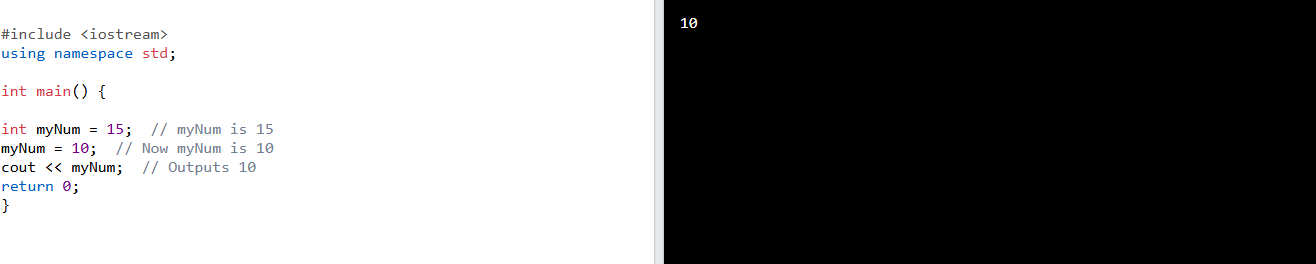 #include <iostream>
using namespace std;
int main() {
int myNum = 15;  // myNum is 15
myNum = 10;  // Now myNum is 10
cout << myNum;  // Outputs 10
return 0;
}
10